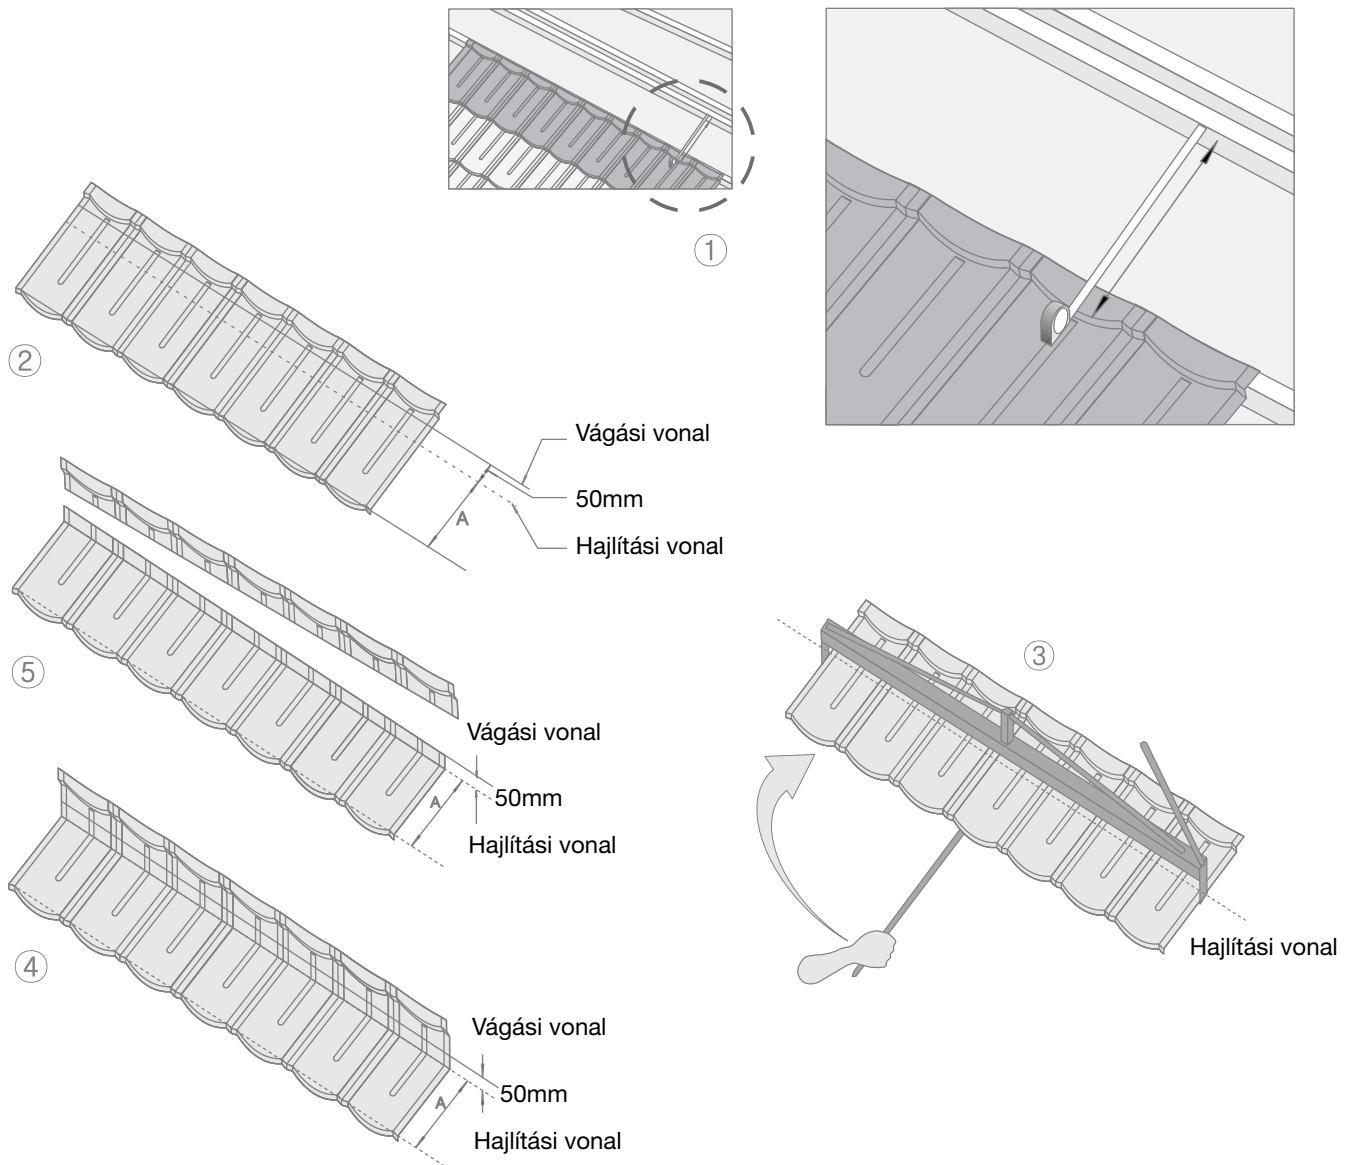 ①
②
Vágási vonal
50mm
A
Hajlítási vonal
③
Hajlítási vonal
⑤
Vágási vonal
A
50mm
Hajlítási vonal
④
Vágási vonal
A
50mm
Hajlítási vonal